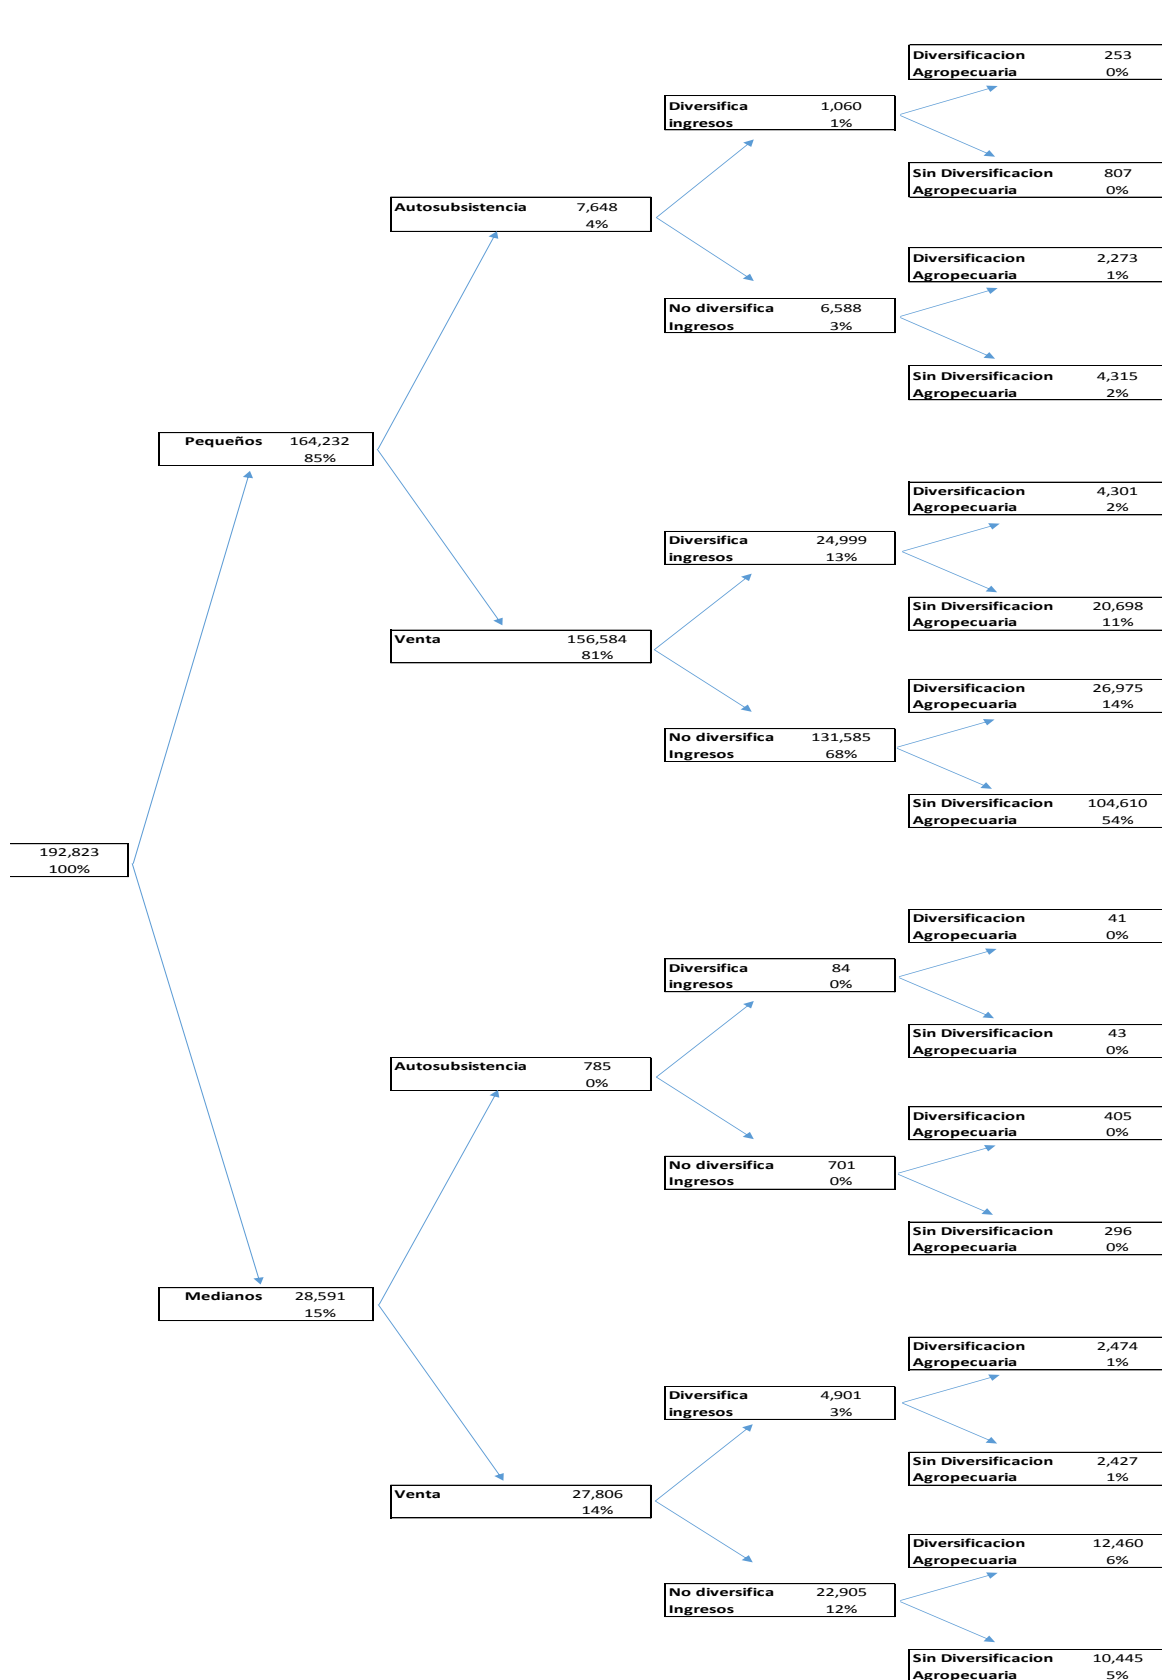 Diversificacion 253
Agropecuaria 0%
Diversifica 1,060
ingresos 1%
Sin Diversificacion 807
Agropecuaria 0%
Autosubsistencia 7,648
4%
Diversificacion 2,273
Agropecuaria 1%
No diversifica 6,588
Ingresos 3%
Sin Diversificacion 4,315
Agropecuaria 2%
Pequeños 164,232
85%
Diversificacion 4,301
Agropecuaria 2%
Diversifica 24,999
ingresos 13%
Sin Diversificacion 20,698
Agropecuaria 11%
Venta 156,584
81%
Diversificacion 26,975
Agropecuaria 14%
No diversifica 131,585
Ingresos 68%
Sin Diversificacion 104,610
Agropecuaria 54%
192,823
100%
Diversificacion 41
Agropecuaria 0%
Diversifica 84
ingresos 0%
Sin Diversificacion 43
Agropecuaria 0%
Autosubsistencia 785
0%
Diversificacion 405
Agropecuaria 0%
No diversifica 701
Ingresos 0%
Sin Diversificacion 296
Agropecuaria 0%
Medianos 28,591
15%
Diversificacion 2,474
Agropecuaria 1%
Diversifica 4,901
ingresos 3%
Sin Diversificacion 2,427
Agropecuaria 1%
Venta 27,806
14%
Diversificacion 12,460
Agropecuaria 6%
No diversifica 22,905
Ingresos 12%
Sin Diversificacion 10,445
Agropecuaria 5%